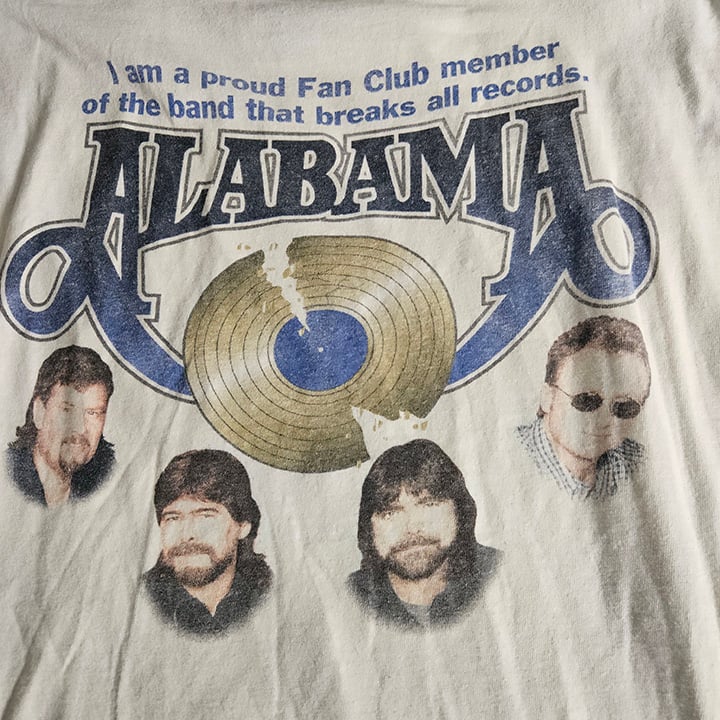 I am a proud Fan Club member
of the band that breaks all records.
ALABAMA